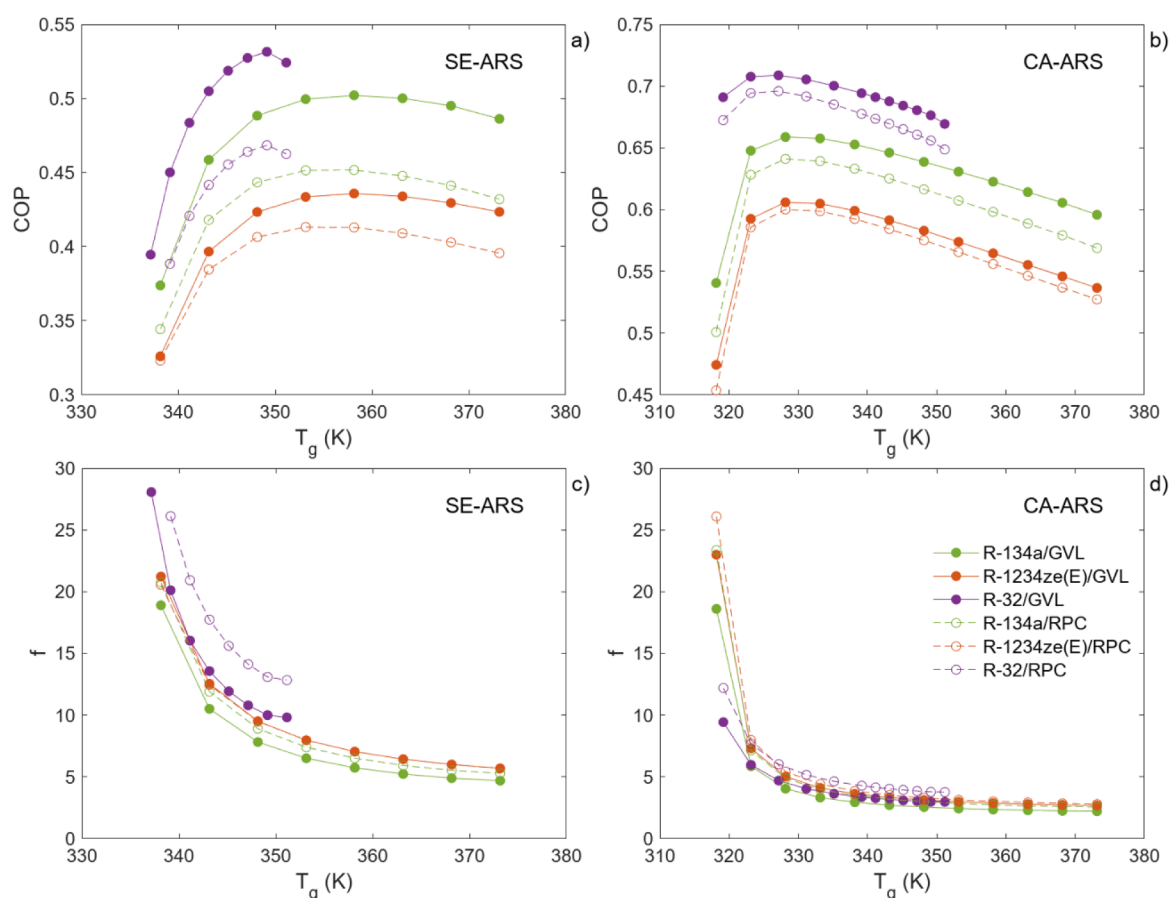 a)
SE-ARS
0.55
0.5
0.45
0.4
0.35
0.3
COP
330
340
350
360
370
380
T_g (K)
b)
CA-ARS
0.75
0.7
0.65
0.6
0.55
0.5
0.45
COP
310
320
330
340
350
360
370
380
T_g (K)
c)
SE-ARS
30
25
20
15
10
5
0
f
330
340
350
360
370
380
T_g (K)
d)
CA-ARS
30
25
20
15
10
5
0
f
R-134a/GVL
R-1234ze(E)/GVL
R-32/GVL
R-134a/RPC
R-1234ze(E)/RPC
R-32/RPC
310
320
330
340
350
360
370
380
T_g (K)